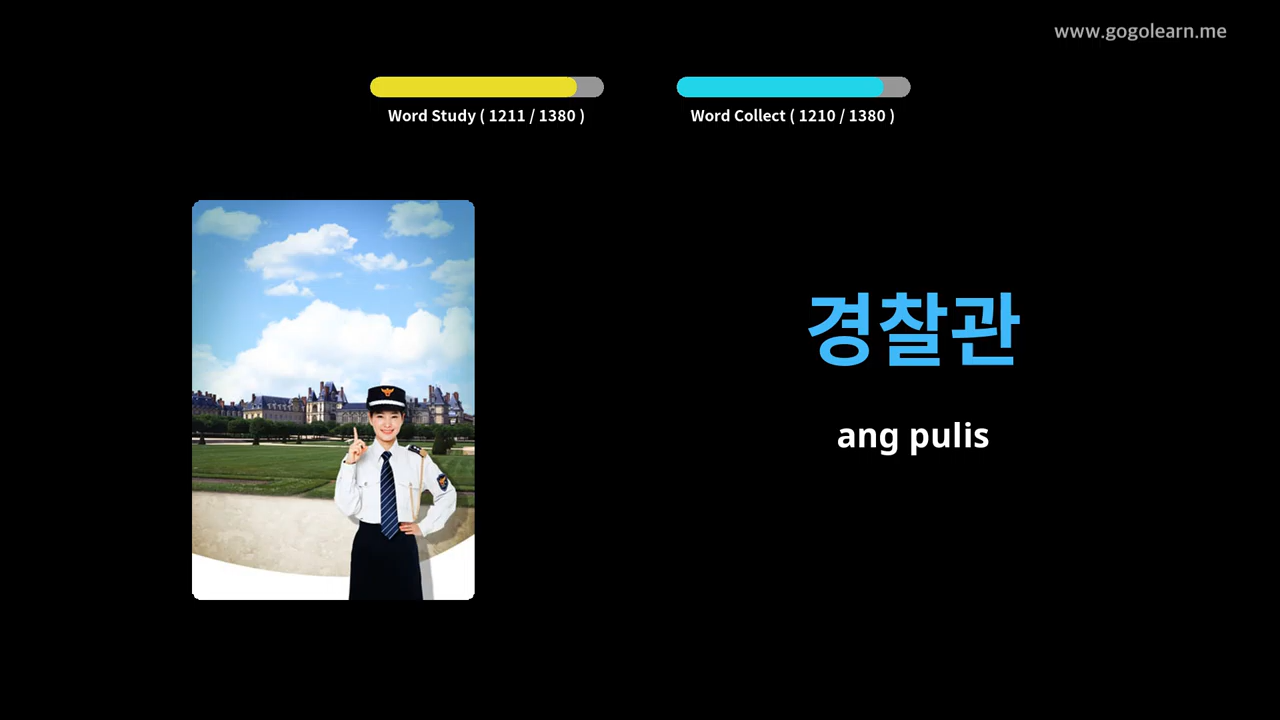 www.gogolearn.me
Word Study ( 1211 / 1380 )
Word Collect ( 1210 / 1380 )
경찰관
ang pulis